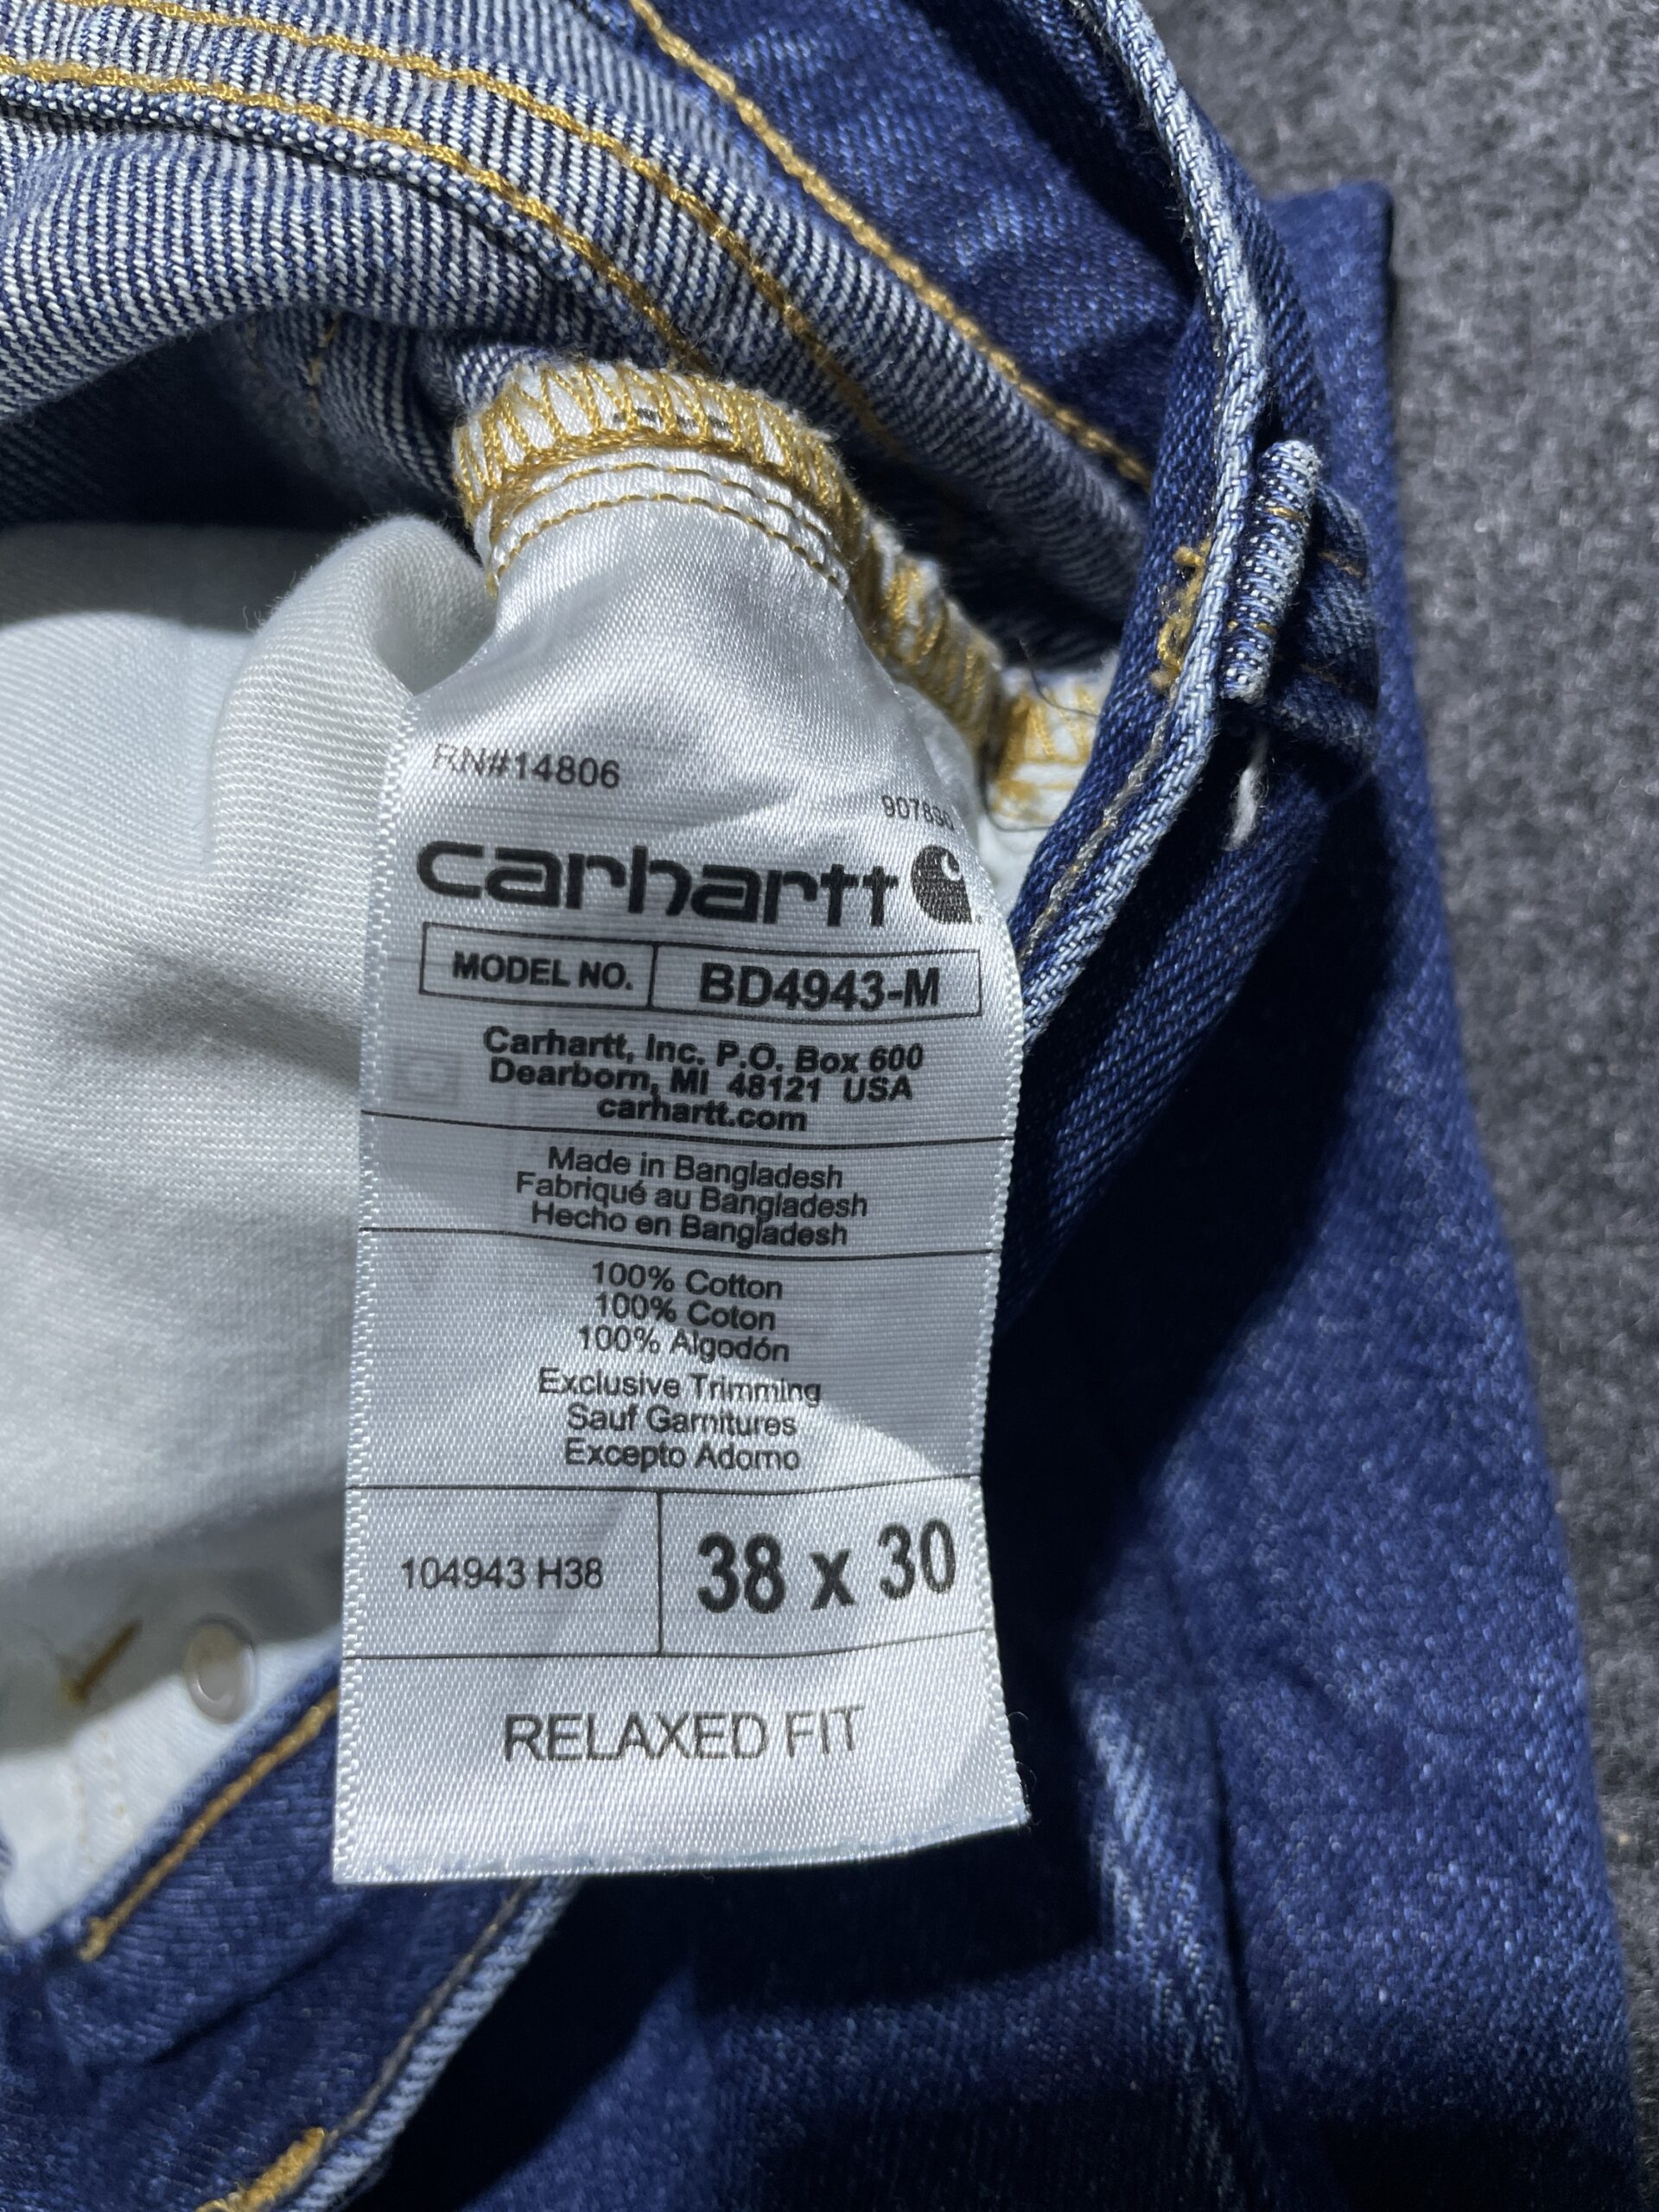 RN#14806
carhartt
MODEL NO. BD4943-M
Carhartt, Inc. P.O. Box 600
Dearborn, MI 48121 USA
carhartt.com
Made in Bangladesh
Fabriqué au Bangladesh
Hecho en Bangladesh
100% Cotton
100% Coton
100% Algodón
Exclusive Trimming
Sauf Garnitures
Excepto Adorno
104943 H38 38 x 30
RELAXED FIT